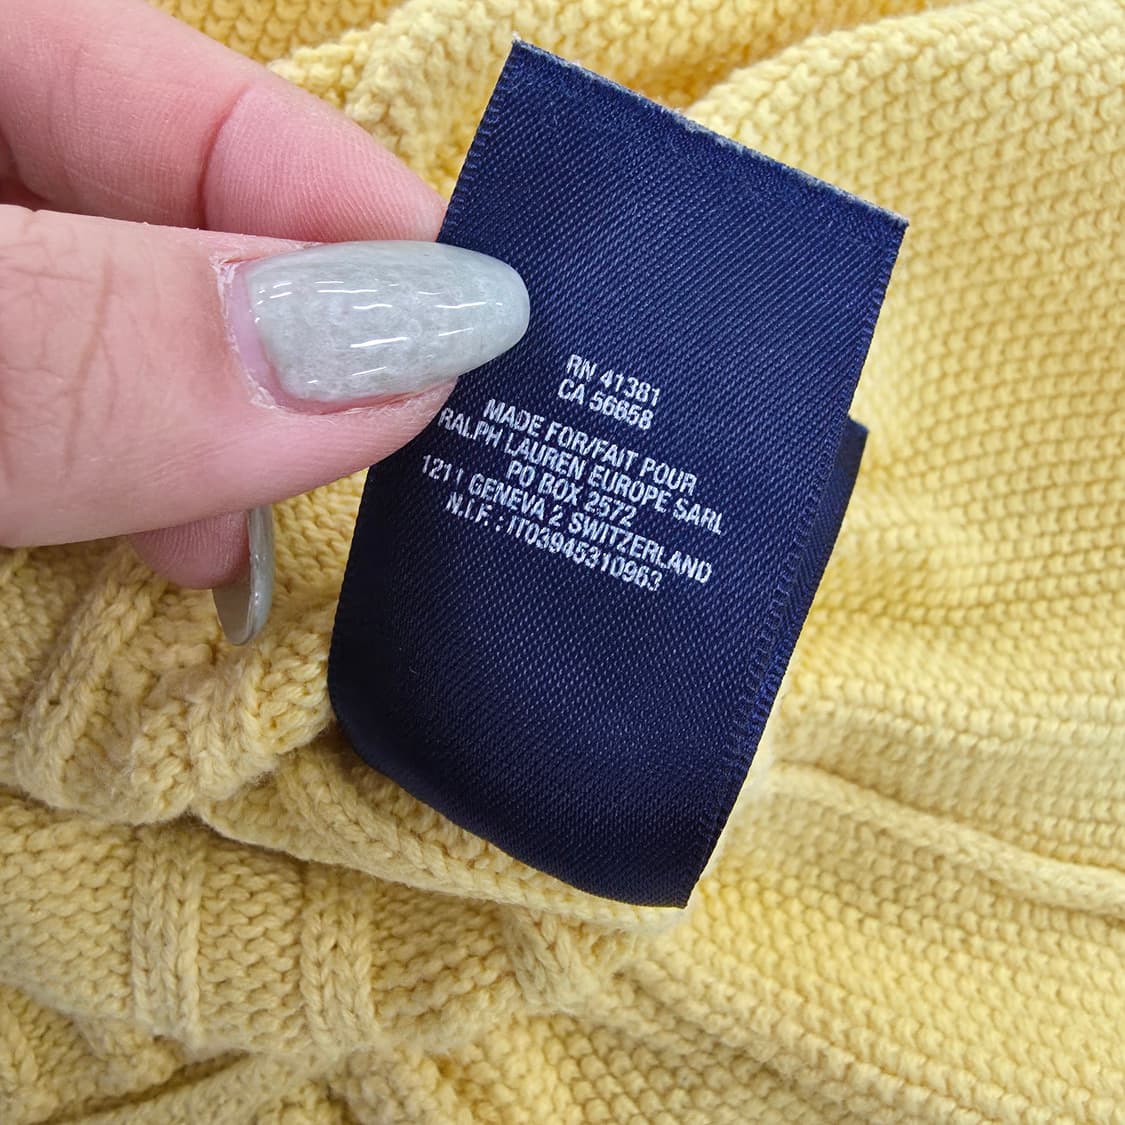 RN 41381
CA 56858
MADE FOR/FAIT POUR
RALPH LAUREN EUROPE SARL
PO BOX 2572
1211 GENEVA 2 SWITZERLAND
N.I.F. : IT03945310963